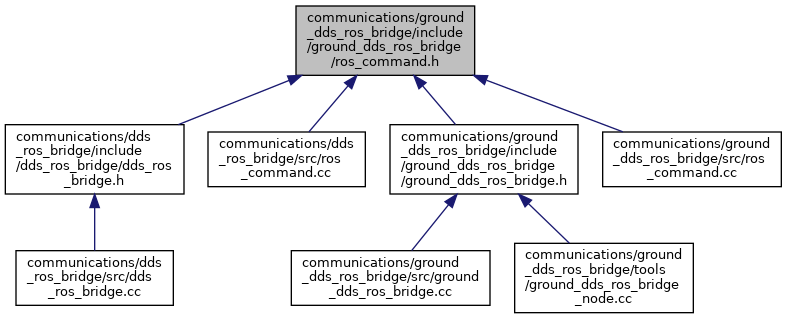 communications/ground
_dds_ros_bridge/include
/ground_dds_ros_bridge
/ros_command.h
communications/dds
_ros_bridge/include
/dds_ros_bridge/dds_ros
_bridge.h
communications/dds
_ros_bridge/src/ros
_command.cc
communications/ground
_dds_ros_bridge/include
/ground_dds_ros_bridge
/ground_dds_ros_bridge.h
communications/ground
_dds_ros_bridge/src/ros
_command.cc
communications/dds
_ros_bridge/src/dds
_ros_bridge.cc
communications/ground
_dds_ros_bridge/src/ground
_dds_ros_bridge.cc
communications/ground
_dds_ros_bridge/tools
/ground_dds_ros_bridge
_node.cc